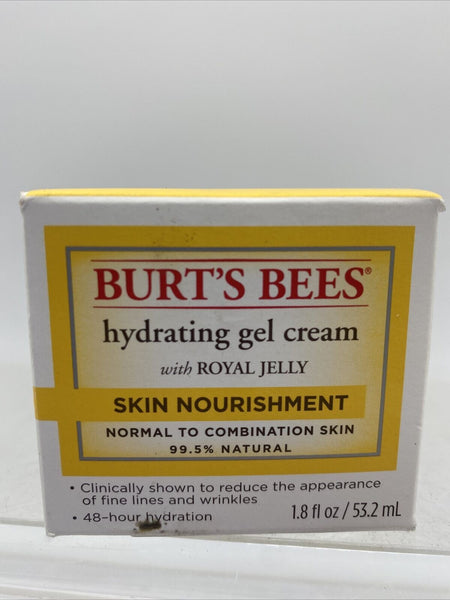 BURT'S BEES®
hydrating gel cream
with ROYAL JELLY
SKIN NOURISHMENT
NORMAL TO COMBINATION SKIN
99.5% NATURAL
• Clinically shown to reduce the appearance
of fine lines and wrinkles
• 48-hour hydration
1.8 fl oz / 53.2 mL